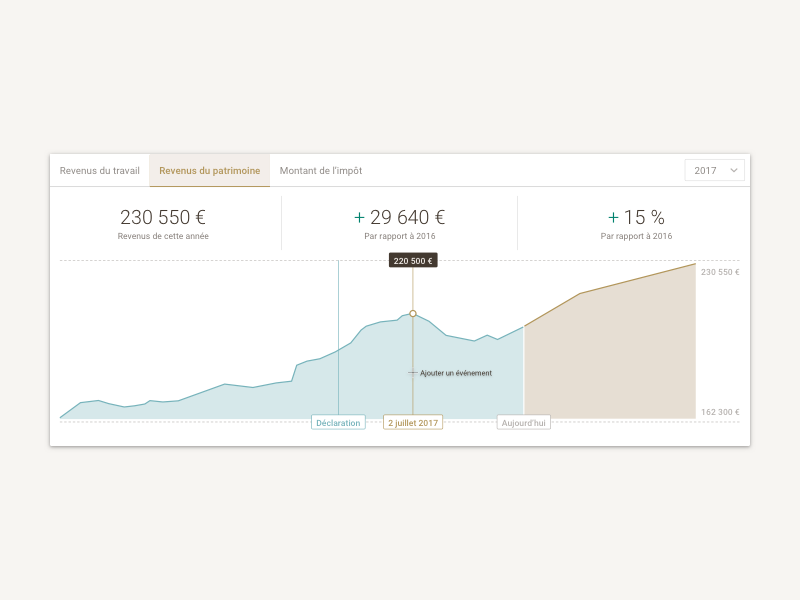 Revenus du travail
Revenus du patrimoine
Montant de l'impôt
2017
230 550 €
Revenus de cette année
+ 29 640 €
Par rapport à 2016
+ 15 %
Par rapport à 2016
220 500 €
230 550 €
Ajouter un événement
162 300 €
Déclaration
2 juillet 2017
Aujourd'hui